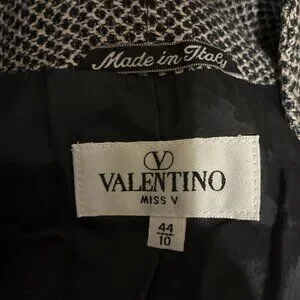 Made in Italy
V
VALENTINO
MISS V
44
10